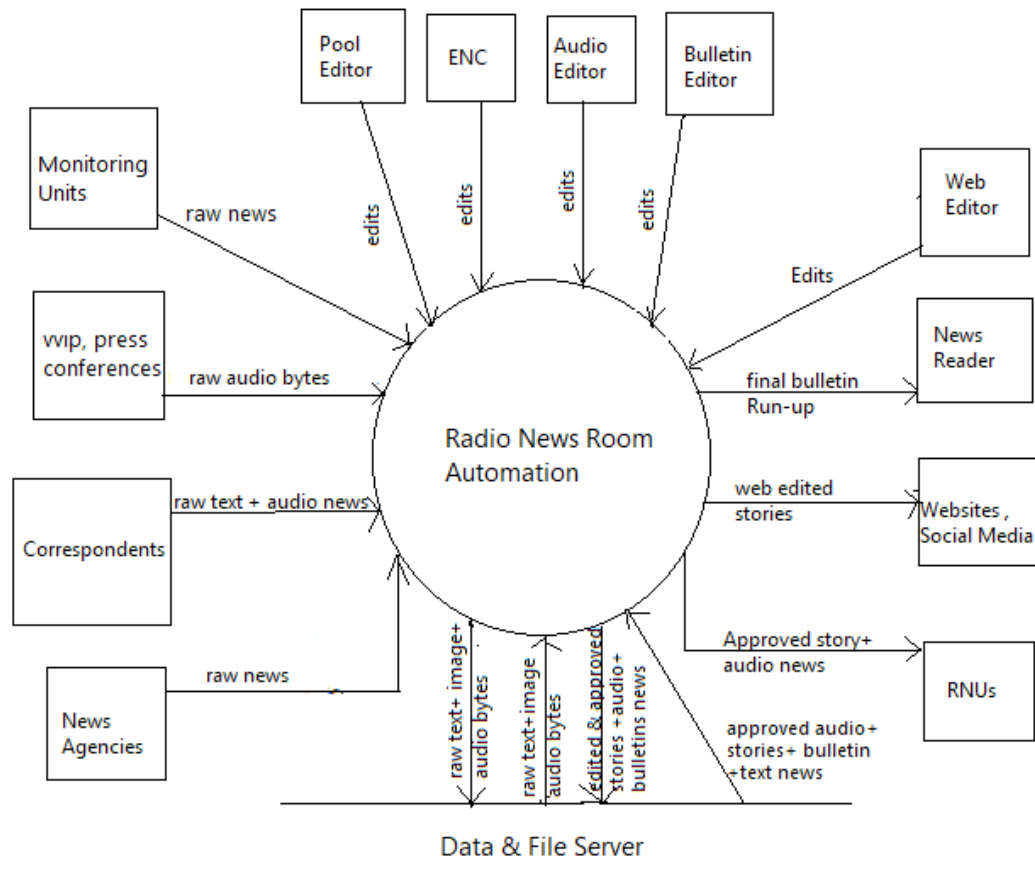 Pool
Editor
ENC
Audio
Editor
Bulletin
Editor
Monitoring
Units
Web
Editor
raw news
edits
edits
edits
edits
Edits
vvip, press
conferences
raw audio bytes
News
Reader
final bulletin
Run-up
Radio News Room
Automation
raw text + audio news
Correspondents
web edited
stories
Websites ,
Social Media
raw news
News
Agencies
Approved story+
audio news
RNUs
raw text+ image+
audio bytes
raw text+image
audio bytes
edited & approved
stories +audio+
bulletins news
approved audio+
stories+ bulletin
+text news
Data & File Server